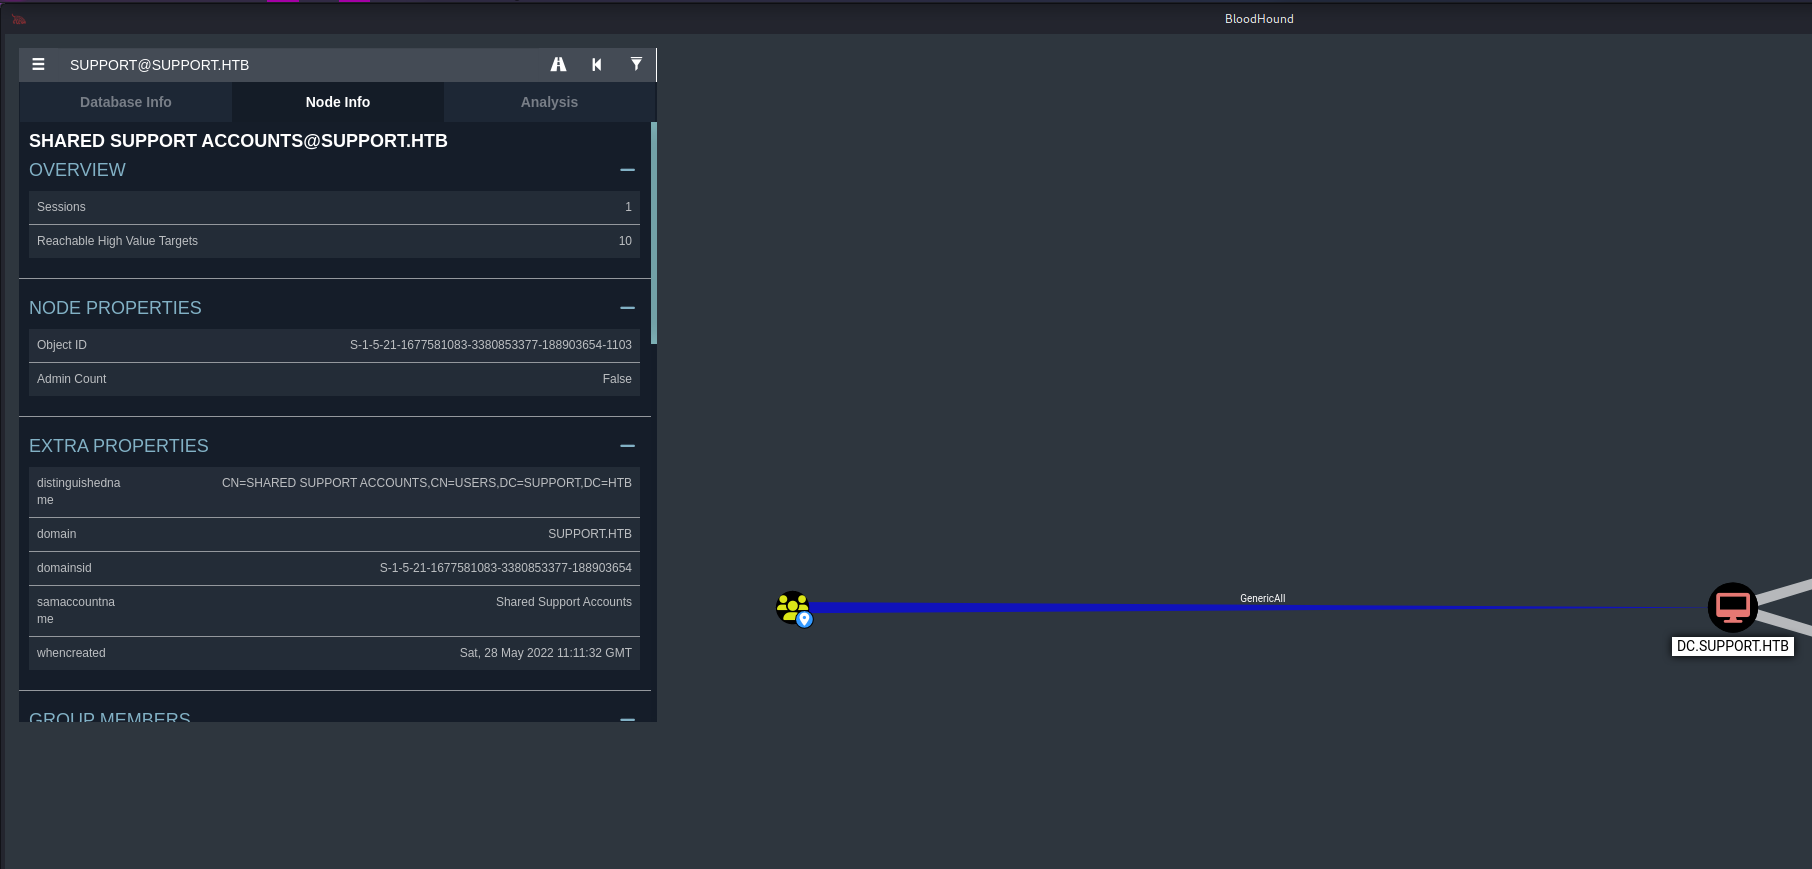 BloodHound
SUPPORT@SUPPORT.HTB
Database Info
Node Info
Analysis
SHARED SUPPORT ACCOUNTS@SUPPORT.HTB
OVERVIEW
Sessions 1
Reachable High Value Targets 10
NODE PROPERTIES
Object ID S-1-5-21-1677581083-3380853377-188903654-1103
Admin Count False
EXTRA PROPERTIES
distinguishedna CN=SHARED SUPPORT ACCOUNTS,CN=USERS,DC=SUPPORT,DC=HTB
me
domain SUPPORT.HTB
domainsid S-1-5-21-1677581083-3380853377-188903654
samaccountna Shared Support Accounts
me
whencreated Sat, 28 May 2022 11:11:32 GMT
GROUP MEMBERS
GenericAll
DC.SUPPORT.HTB